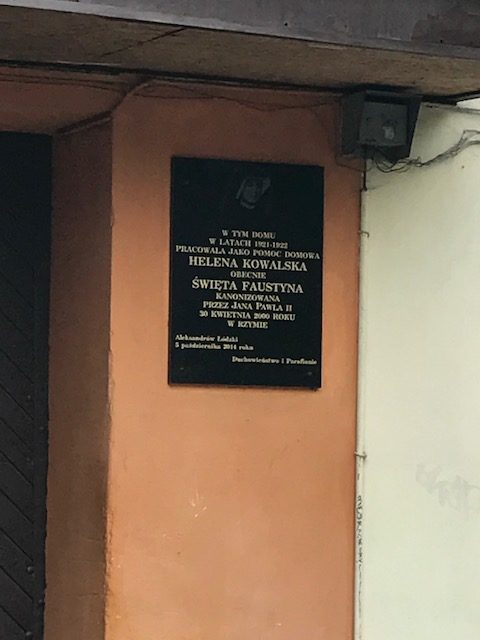 W TYM DOMU
W LATACH 1921-1922
PRACOWAŁA JAKO POMOC DOMOWA
HELENA KOWALSKA
OBECNIE
ŚWIĘTA FAUSTYNA
KANONIZOWANA
PRZEZ JANA PAWŁA II
30 KWIETNIA 2000 ROKU
W RZYMIE
Aleksandrów Łódzki
5 października 2014 roku
Duchowieństwo i Parafianie